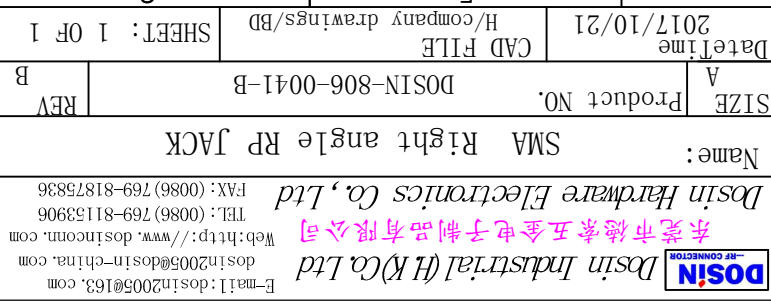 DOSIN
—RF CONNECTOR
Dosin Industrial (H.K)Co.Ltd
东莞市德索五金电子制品有限公司
Dosin Hardware Electronics Co., Ltd
E-mail:dosin2005@163.com
dosin2005@dosin-china.com
Web:http://www.dosinconn.com
TEL:(0086)769-81153906
FAX:(0086)769-81875836
Name: SMA Right angle RP JACK
SIZE
A
Product NO. DOSIN-806-0041-B
REV
B
DateTime
2017/10/21
CAD FILE
H/company drawings/BD
SHEET: 1 OF 1